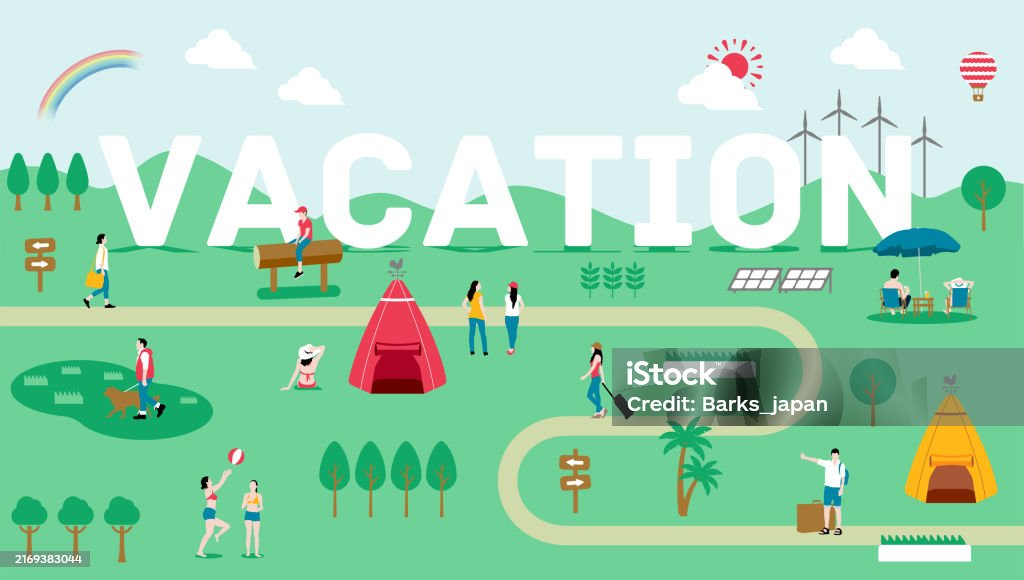 VACATION
iStock
Credit: Barks_japan
2169383044